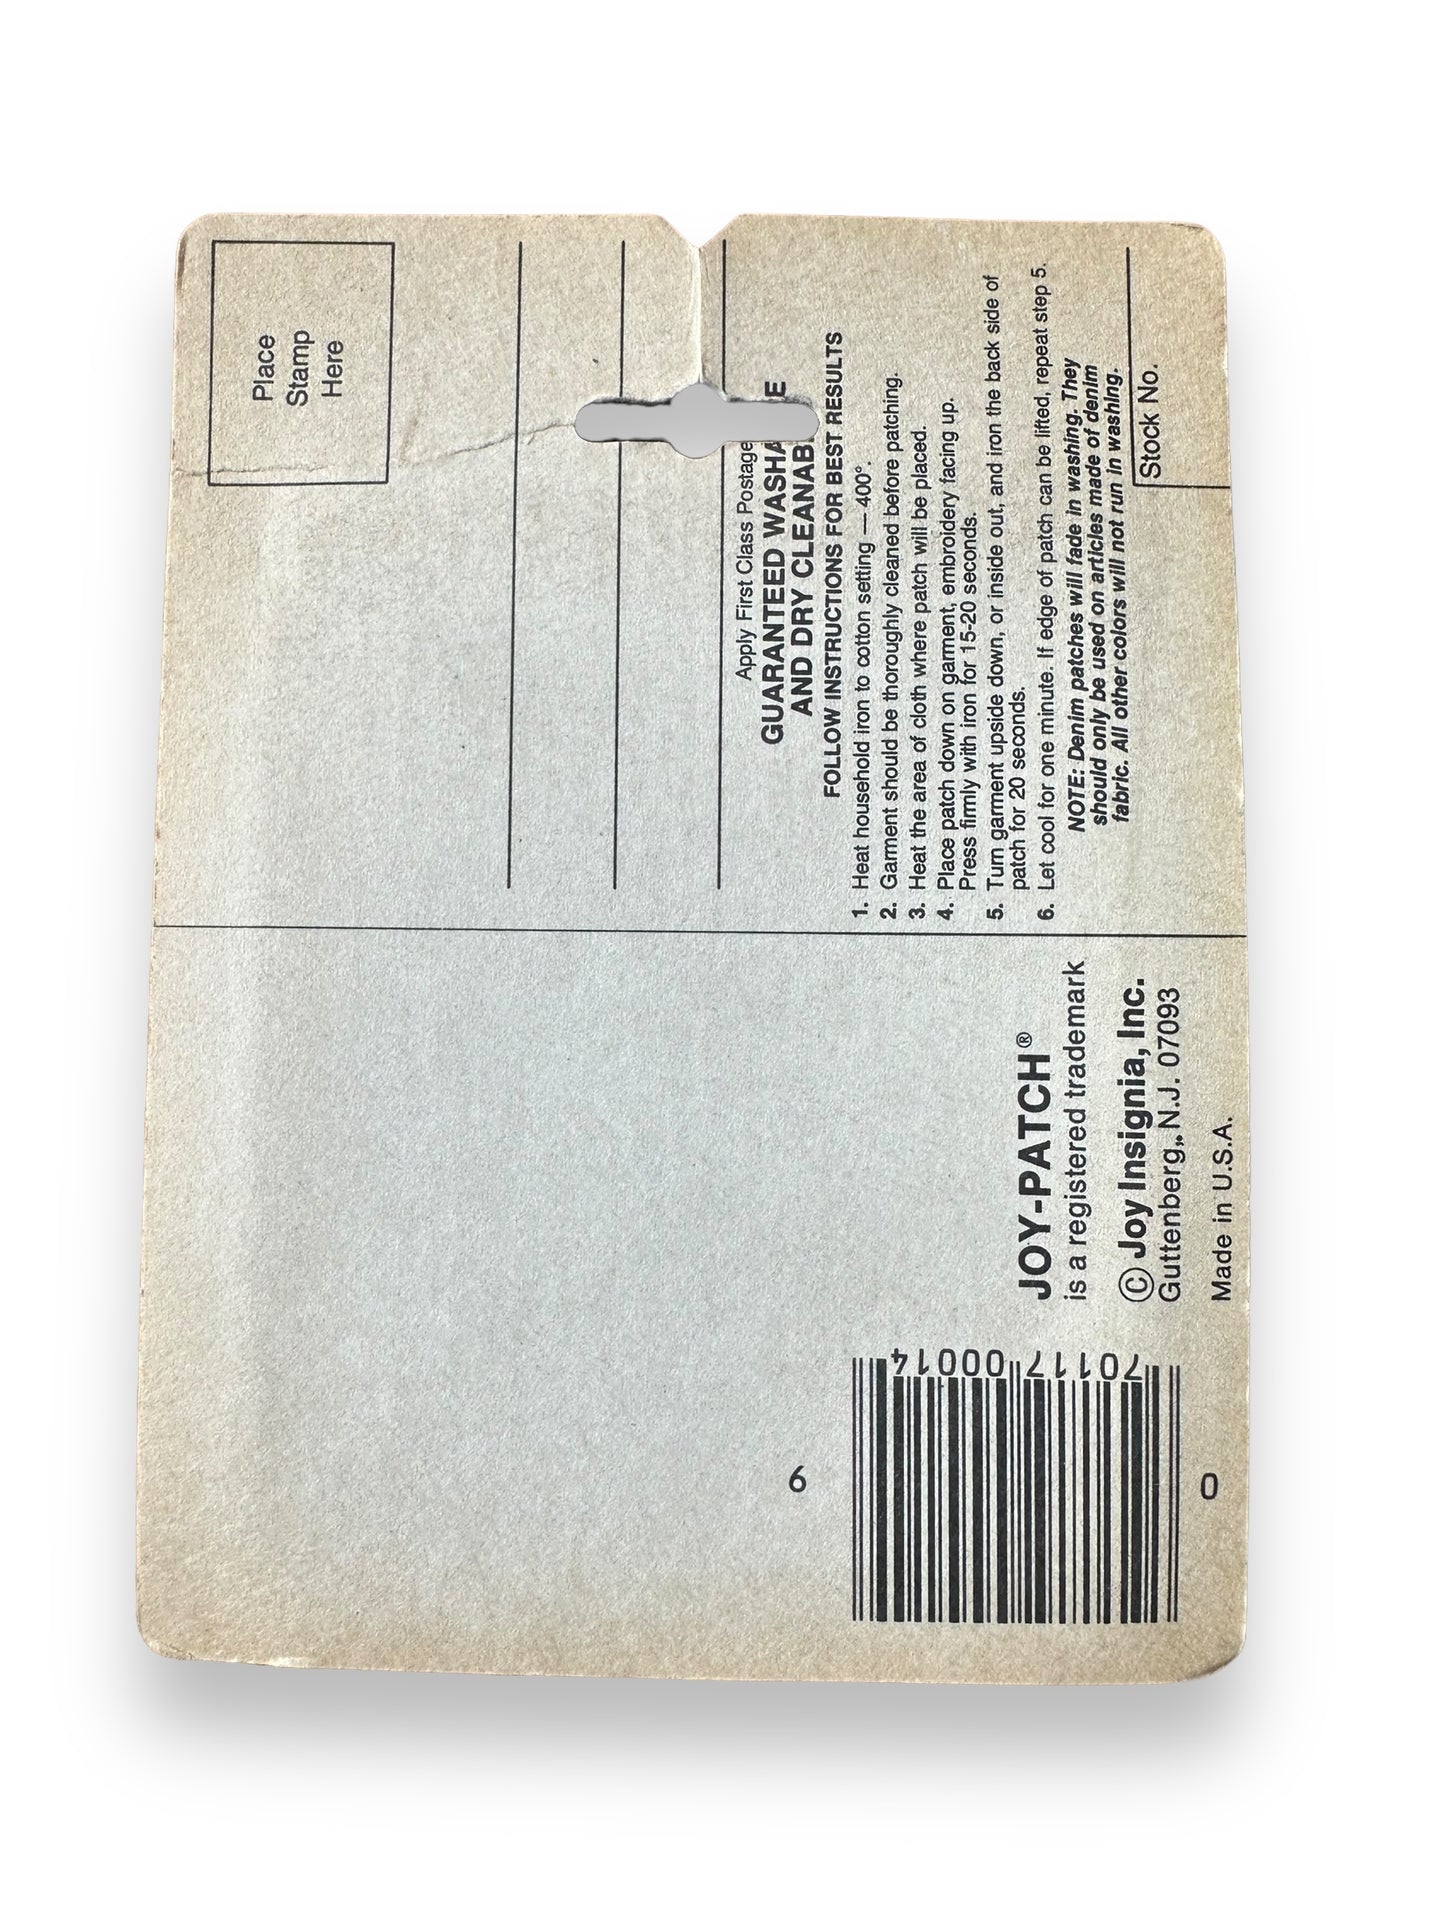 Place
Stamp
Here
Apply First Class Postage
GUARANTEED
AND DRY
FOLLOW INSTRUCTIONS FOR BEST RESULTS
1. Heat household iron to cotton setting — 400°.
2. Garment should be thoroughly cleaned before patching.
3. Heat the area of cloth where patch will be placed.
4. Place patch down on garment, embroidery facing up.
Press firmly with iron for 15-20 seconds.
5. Turn garment upside down, or inside out, and iron the back side of
patch for 20 seconds.
6. Let cool for one minute. If edge of patch can be lifted, repeat step 5.
NOTE: Denim patches will fade in washing. They
should only be used on articles made of denim
fabric. All other colors will not run in washing.
Stock No.
JOY-PATCH®
is a registered trademark
© Joy Insignia, Inc.
Guttenberg, N.J. 07093
Made in U.S.A.
0 70117 00014 6